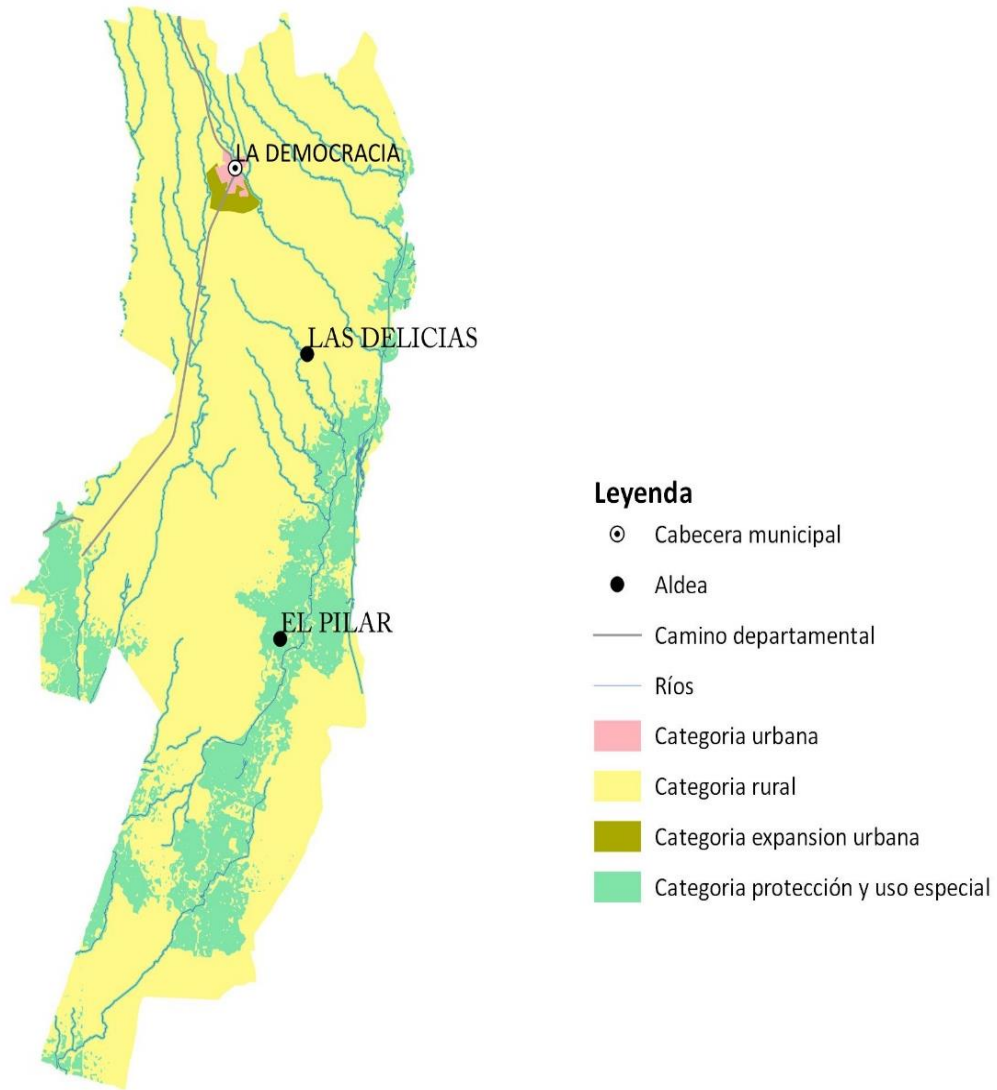 LA DEMOCRACIA
LAS DELICIAS
EL PILAR
Leyenda
Cabecera municipal
Aldea
Camino departamental
Ríos
Categoria urbana
Categoria rural
Categoria expansion urbana
Categoria protección y uso especial